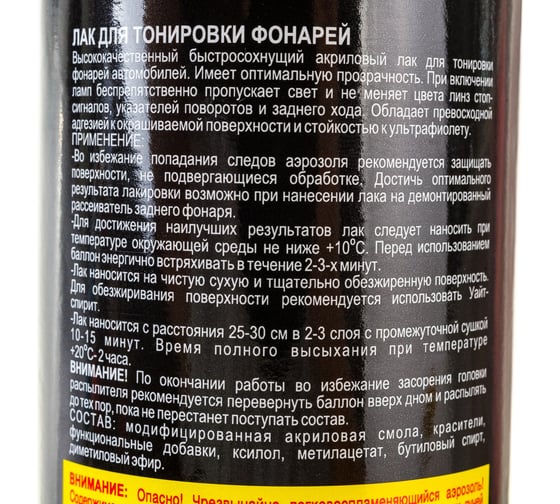 ЛАК ДЛЯ ТОНИРОВКИ ФОНАРЕЙ
Высококачественный быстросохнущий акриловый лак для тонировки
фонарей автомобилей. Имеет оптимальную прозрачность. При включении
ламп беспрепятственно пропускает свет и не меняет цвета линз стоп-
сигналов, указателей поворотов и заднего хода. Обладает превосходной
адгезией к окрашиваемой поверхности и стойкостью к ультрафиолету.
ПРИМЕНЕНИЕ:
-Во избежание попадания следов аэрозоля рекомендуется защищать
поверхности, не подвергающиеся обработке. Достичь оптимального
результата лакировки возможно при нанесении лака на демонтированный
рассеиватель заднего фонаря.
-Для достижения наилучших результатов лак следует наносить при
температуре окружающей среды не ниже +10°С. Перед использованием
баллон энергично встряхивать в течение 2-3-х минут.
-Лак наносится на чистую сухую и тщательно обезжиренную поверхность.
Для обезжиривания поверхности рекомендуется использовать Уайт-
спирит.
-Лак наносится с расстояния 25-30 см в 2-3 слоя с промежуточной сушкой
10-15 минут. Время полного высыхания при температуре
+20°С- 2 часа.
ВНИМАНИЕ! По окончании работы во избежание засорения головки
распылителя рекомендуется перевернуть баллон вверх дном и распылять
до тех пор, пока не перестанет поступать состав.
СОСТАВ: модифицированная акриловая смола, красители,
функциональные добавки, ксилол, метилацетат, бутиловый спирт,
диметиловый эфир.
ВНИМАНИЕ: Опасно! Чрезвычайно легковоспламеняющийся аэрозоль!